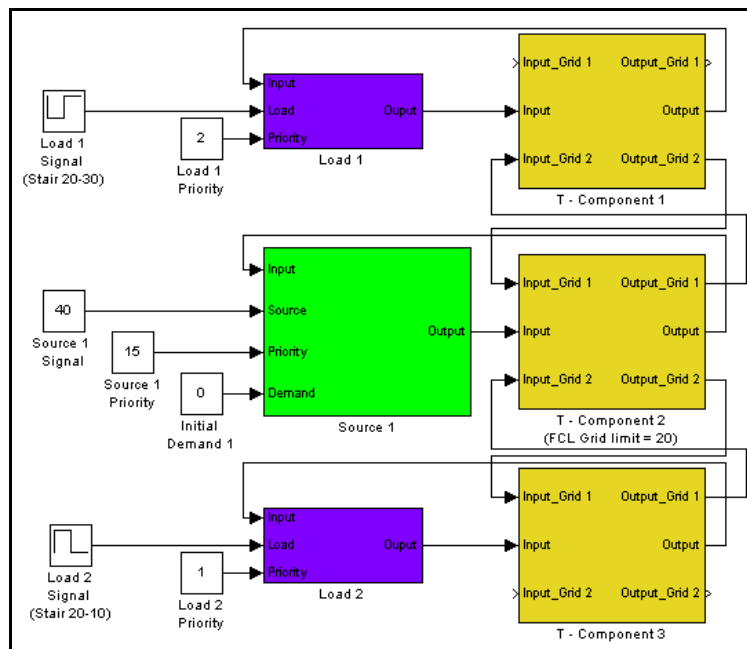 Input_Grid 1
Output_Grid 1
Input
Load
Ouput
Input
Output
2
Priority
Input_Grid 2
Output_Grid 2
Load 1
Signal
(Stair 20-30)
Load 1
Priority
Load 1
T - Component 1
Input
Input_Grid 1
Output_Grid 1
40
Source
Output
Input
Output
Source 1
Signal
15
Priority
Input_Grid 2
Output_Grid 2
Source 1
Priority
0
Demand
Initial
Demand 1
Source 1
T - Component 2
(FCL Grid limit = 20)
Input
Input_Grid 1
Output_Grid 1
Load
Ouput
Input
Output
1
Priority
Input_Grid 2
Output_Grid 2
Load 2
Signal
(Stair 20-10)
Load 2
Priority
Load 2
T - Component 3